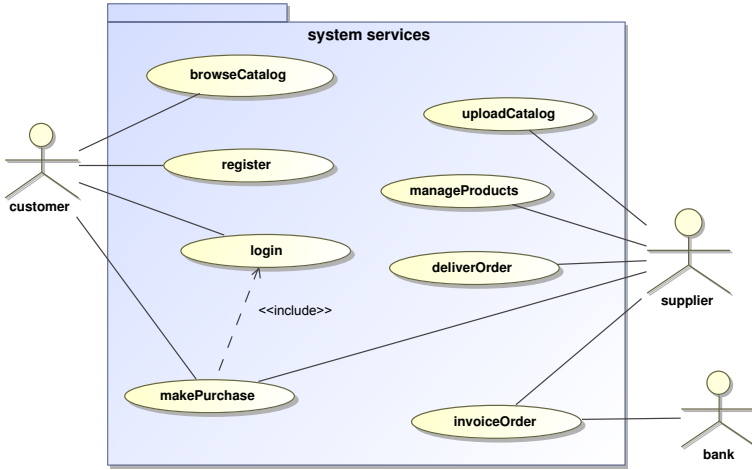 system services
browseCatalog
uploadCatalog
register
manageProducts
customer
login
deliverOrder
supplier
<<include>>
makePurchase
invoiceOrder
bank